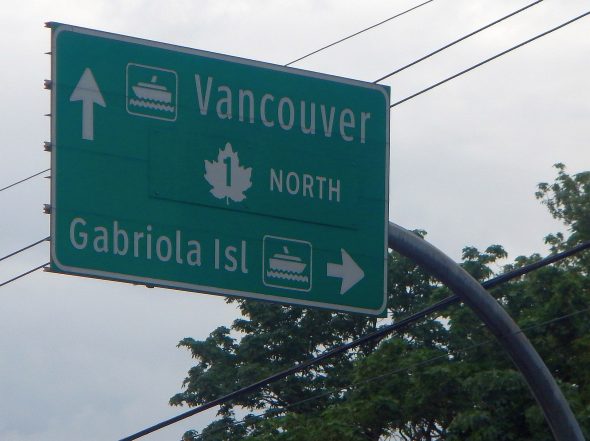 Vancouver
1 NORTH
Gabriola Isl